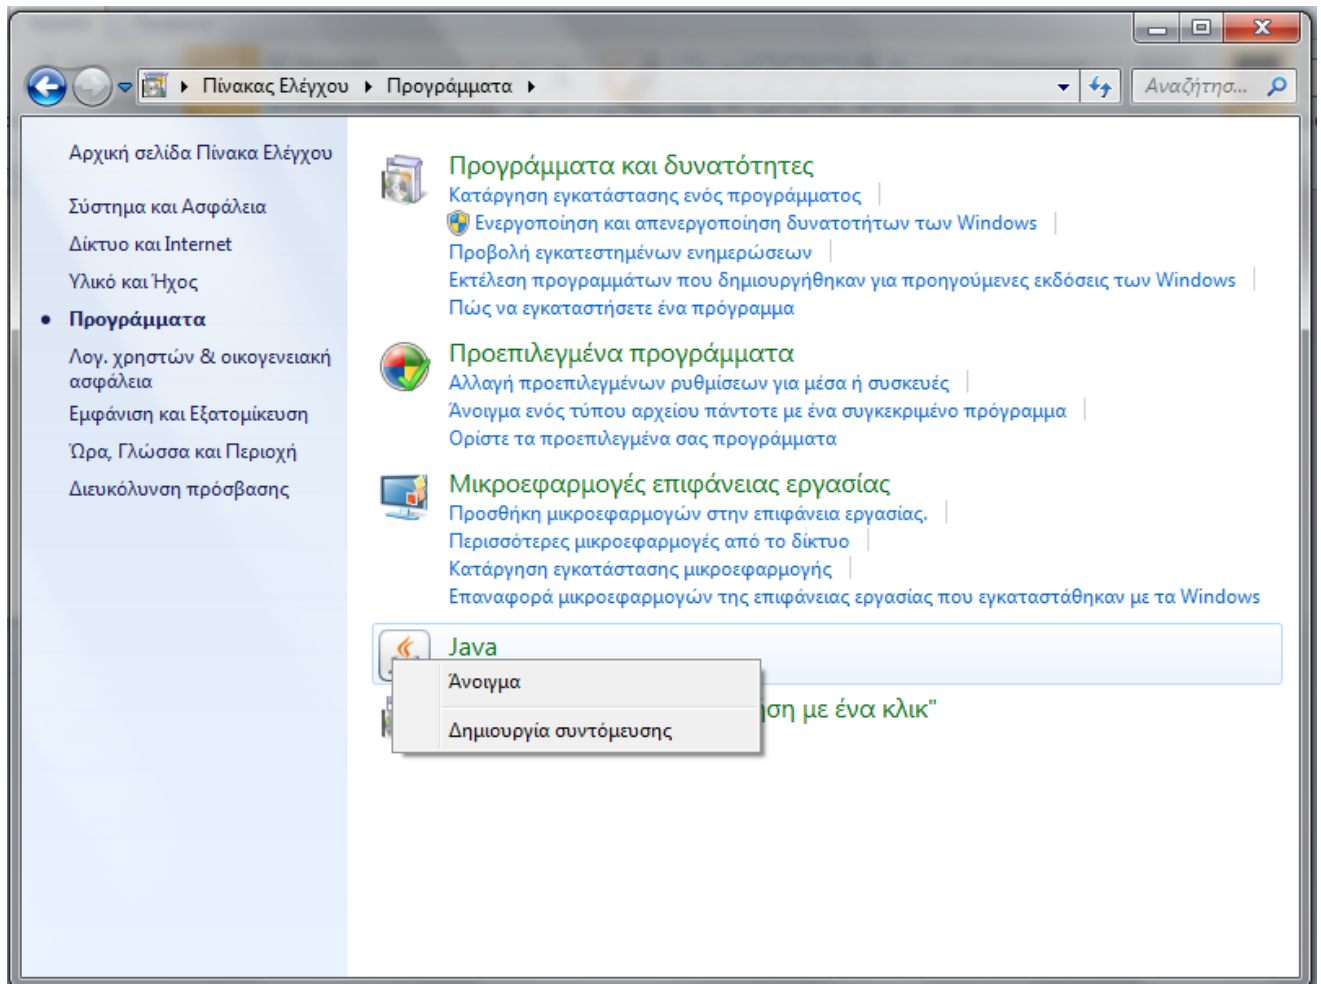 Πίνακας Ελέγχου
Προγράμματα
Αναζήτησ...
Αρχική σελίδα Πίνακα Ελέγχου
Σύστημα και Ασφάλεια
Δίκτυο και Internet
Υλικό και Ήχος
Προγράμματα
Λογ. χρηστών & οικογενειακή
ασφάλεια
Εμφάνιση και Εξατομίκευση
Ώρα, Γλώσσα και Περιοχή
Διευκόλυνση πρόσβασης
Προγράμματα και δυνατότητες
Κατάργηση εγκατάστασης ενός προγράμματος
Ενεργοποίηση και απενεργοποίηση δυνατοτήτων των Windows
Προβολή εγκατεστημένων ενημερώσεων
Εκτέλεση προγραμμάτων που δημιουργήθηκαν για προηγούμενες εκδόσεις των Windows
Πώς να εγκαταστήσετε ένα πρόγραμμα
Προεπιλεγμένα προγράμματα
Αλλαγή προεπιλεγμένων ρυθμίσεων για μέσα ή συσκευές
Άνοιγμα ενός τύπου αρχείου πάντοτε με ένα συγκεκριμένο πρόγραμμα
Ορίστε τα προεπιλεγμένα σας προγράμματα
Μικροεφαρμογές επιφάνειας εργασίας
Προσθήκη μικροεφαρμογών στην επιφάνεια εργασίας.
Περισσότερες μικροεφαρμογές από το δίκτυο
Κατάργηση εγκατάστασης μικροεφαρμογής
Επαναφορά μικροεφαρμογών της επιφάνειας εργασίας που εγκαταστάθηκαν με τα Windows
Java
Άνοιγμα
Δημιουργία συντόμευσης
ση με ένα κλικ"